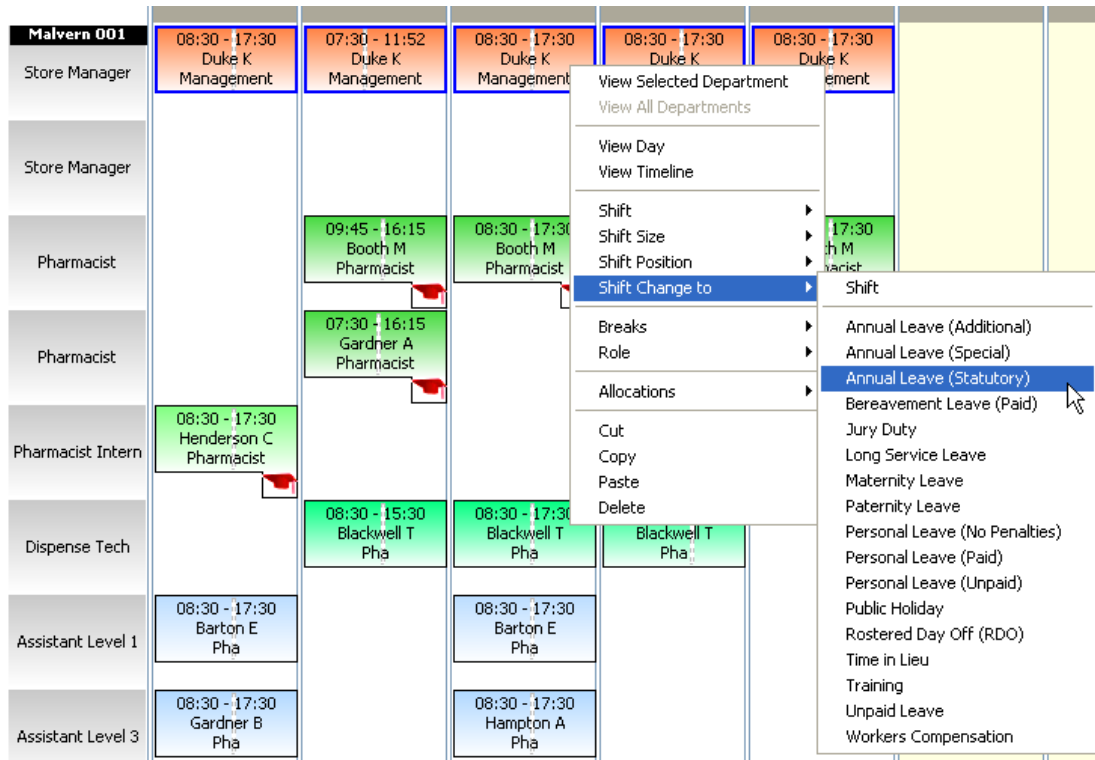 Malvern 001
Store Manager
08:30 - 17:30
Duke K
Management
07:30 - 11:52
Duke K
Management
08:30 - 17:30
Duke K
Management
08:30 - 17:30
Duke K
08:30 - 17:30
Duke K
ement
Store Manager
Pharmacist
09:45 - 16:15
Booth M
Pharmacist
08:30 - 17:30
Booth M
Pharmacist
17:30
h M
acist
Pharmacist
07:30 - 16:15
Gardner A
Pharmacist
Pharmacist Intern
08:30 - 17:30
Henderson C
Pharmacist
Dispense Tech
08:30 - 15:30
Blackwell T
Pha
08:30 - 17:30
Blackwell T
Pha
Blackwell T
Pha
Assistant Level 1
08:30 - 17:30
Barton E
Pha
08:30 - 17:30
Barton E
Pha
Assistant Level 3
08:30 - 17:30
Gardner B
Pha
08:30 - 17:30
Hampton A
Pha
View Selected Department
View All Departments
View Day
View Timeline
Shift
Shift Size
Shift Position
Shift Change to
Breaks
Role
Allocations
Cut
Copy
Paste
Delete
Shift
Annual Leave (Additional)
Annual Leave (Special)
Annual Leave (Statutory)
Bereavement Leave (Paid)
Jury Duty
Long Service Leave
Maternity Leave
Paternity Leave
Personal Leave (No Penalties)
Personal Leave (Paid)
Personal Leave (Unpaid)
Public Holiday
Rostered Day Off (RDO)
Time in Lieu
Training
Unpaid Leave
Workers Compensation